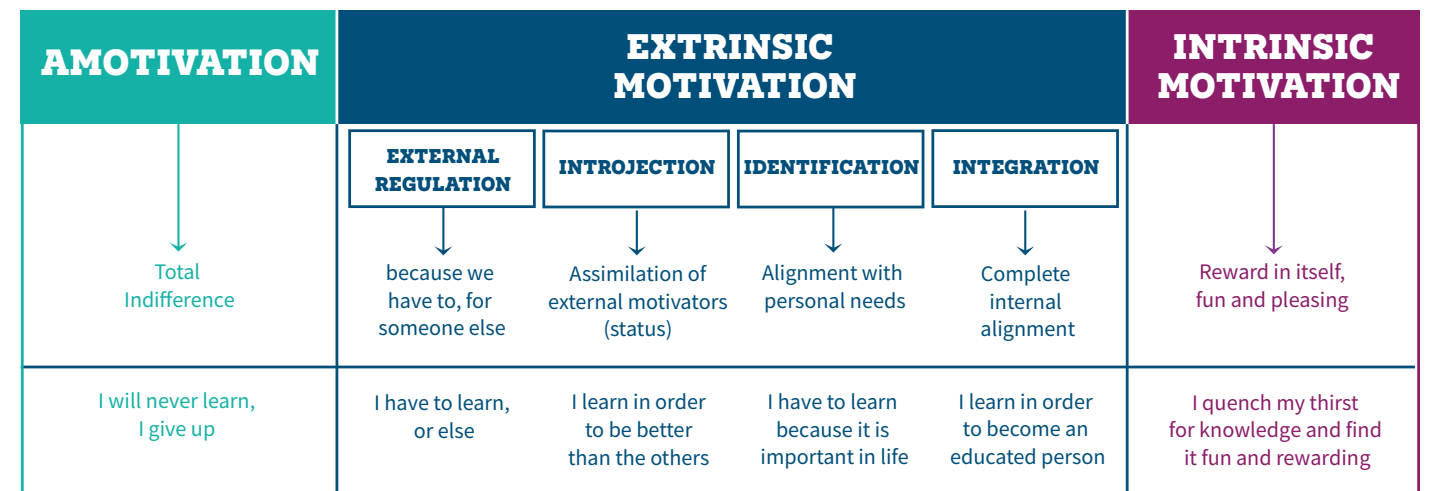 AMOTIVATION
EXTRINSIC
MOTIVATION
INTRINSIC
MOTIVATION
EXTERNAL
REGULATION
INTROJECTION
IDENTIFICATION
INTEGRATION
Total
Indifference
because we
have to, for
someone else
Assimilation of
external motivators
(status)
Alignment with
personal needs
Complete
internal
alignment
Reward in itself,
fun and pleasing
I will never learn,
I give up
I have to learn,
or else
I learn in order
to be better
than the others
I have to learn
because it is
important in life
I learn in order
to become an
educated person
I quench my thirst
for knowledge and find
it fun and rewarding